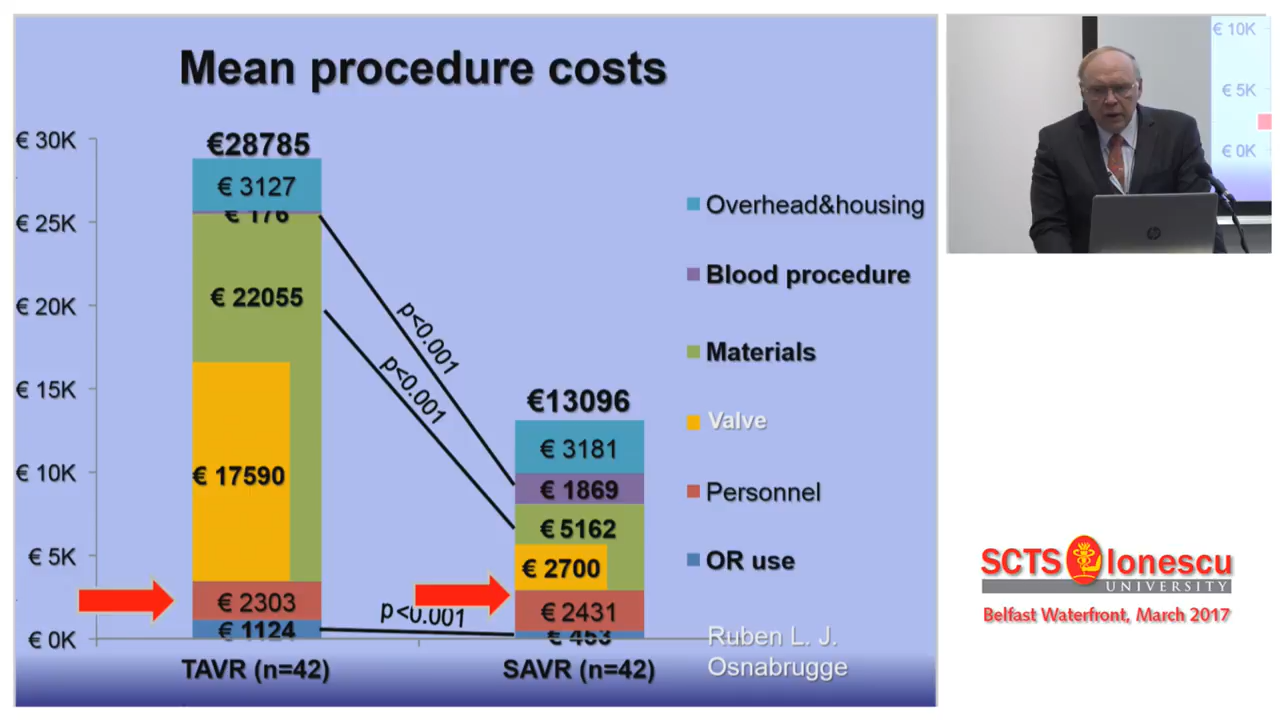 Mean procedure costs
€ 30K
€ 25K
€ 20K
€ 15K
€ 10K
€ 5K
€ 0K
€28785
€ 3127
€ 176
€ 22055
€ 17590
€ 2303
€ 1124
TAVR (n=42)
p<0.001
p<0.001
p<0.001
€13096
€ 3181
€ 1869
€ 5162
€ 2700
€ 2431
€ 453
SAVR (n=42)
Overhead&housing
Blood procedure
Materials
Valve
Personnel
OR use
Ruben L. J.
Osnabrugge
€ 10K
€ 5K
€ 0K
hp
SCTS Ionescu
UNIVERSITY
Belfast Waterfront, March 2017